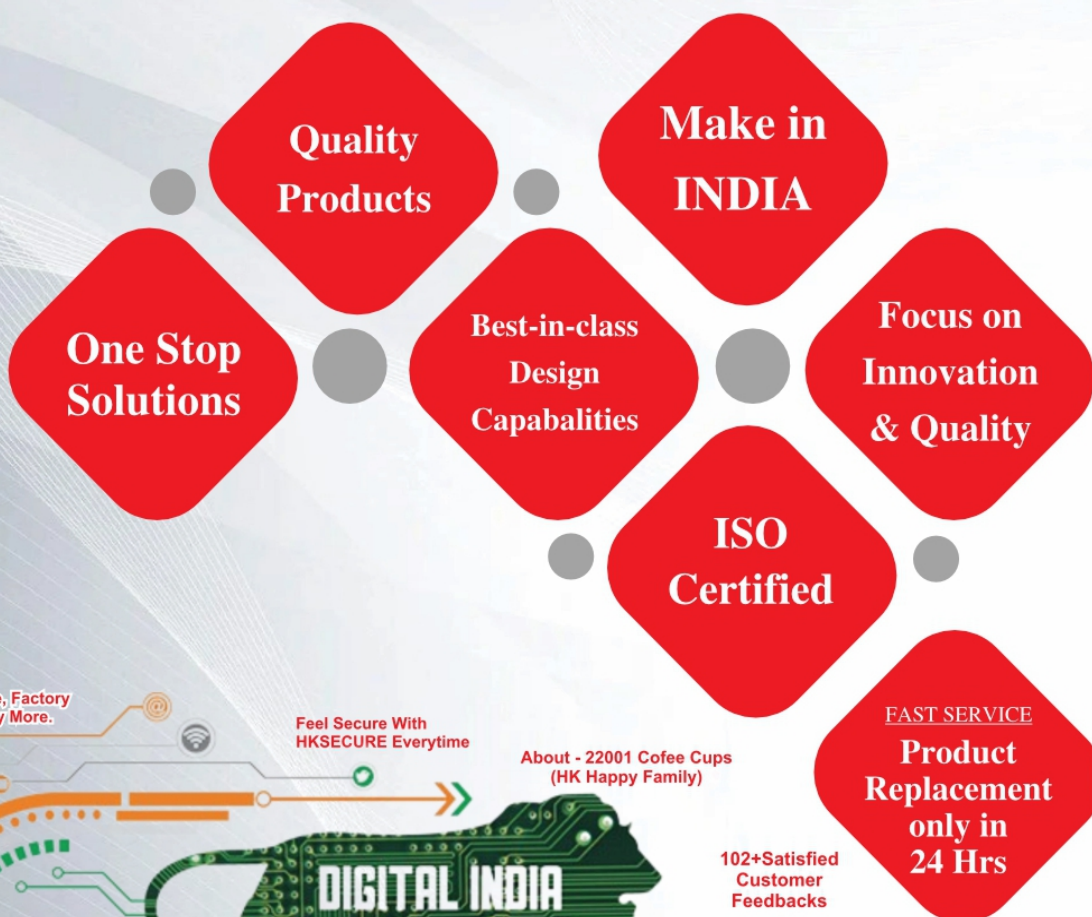 Quality
Products
Make in
INDIA
One Stop
Solutions
Best-in-class
Design
Capabalities
Focus on
Innovation
& Quality
ISO
Certified
FAST SERVICE
Product
Replacement
only in
24 Hrs
, Factory
More.
Feel Secure With
HKSECURE Everytime
About - 22001 Cofee Cups
(HK Happy Family)
DIGITAL INDIA
102+Satisfied
Customer
Feedbacks